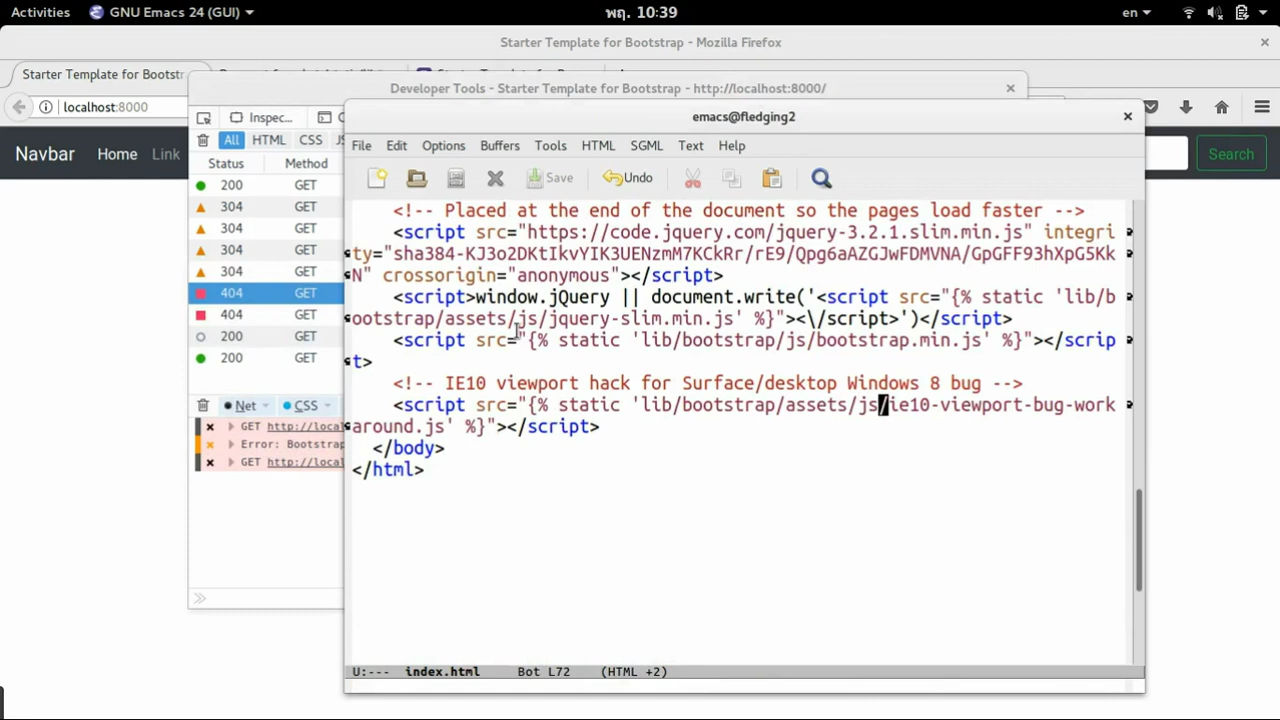 Activities GNU Emacs 24 (GUI) พฤ. 10:39 en
Starter Template for Bootstrap - Mozilla Firefox
Starter Template for Bootstr
Developer Tools - Starter Template for Bootstrap - http://localhost:8000/
localhost:8000
emacs@fledging2
Inspec...
All HTML CSS
File Edit Options Buffers Tools HTML SGML Text Help
Navbar Home Link Search
Status Method
Save Undo
200 GET
304 GET
304 GET
304 GET
304 GET
404 GET
404 GET
200 GET
200 GET
Net CSS
GET http://local
Error: Bootstrap
GET http://local
<!-- Placed at the end of the document so the pages load faster -->
<script src="https://code.jquery.com/jquery-3.2.1.slim.min.js" integri
ty="sha384-KJ3o2DKtIkvYIK3UENzmM7KCkRr/rE9/Qpg6aAZGJwFDMVNA/GpGFF93hXpG5Kk
N" crossorigin="anonymous"></script>
<script>window.jQuery || document.write('<script src="{% static 'lib/b
ootstrap/assets/js/jquery-slim.min.js' %}"><\/script>')</script>
<script src="{% static 'lib/bootstrap/js/bootstrap.min.js' %}"></scrip
t>
<!-- IE10 viewport hack for Surface/desktop Windows 8 bug -->
<script src="{% static 'lib/bootstrap/assets/js/ie10-viewport-bug-work
around.js' %}"></script>
</body>
</html>
U:--- index.html Bot L72 (HTML +2)